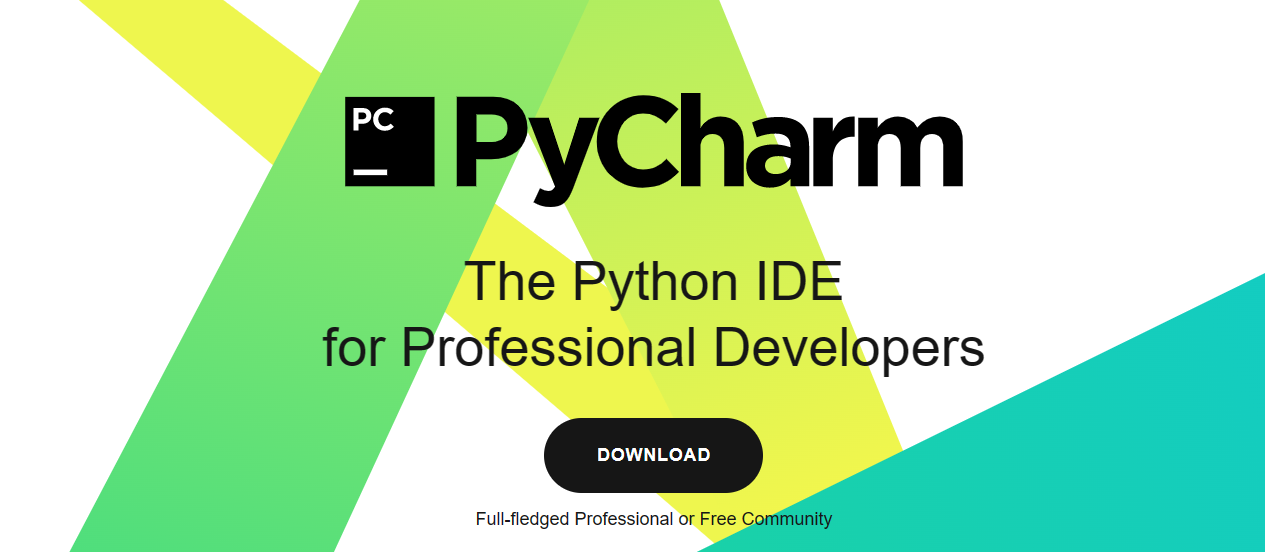 PC
PyCharm
The Python IDE
for Professional Developers
DOWNLOAD
Full-fledged Professional or Free Community